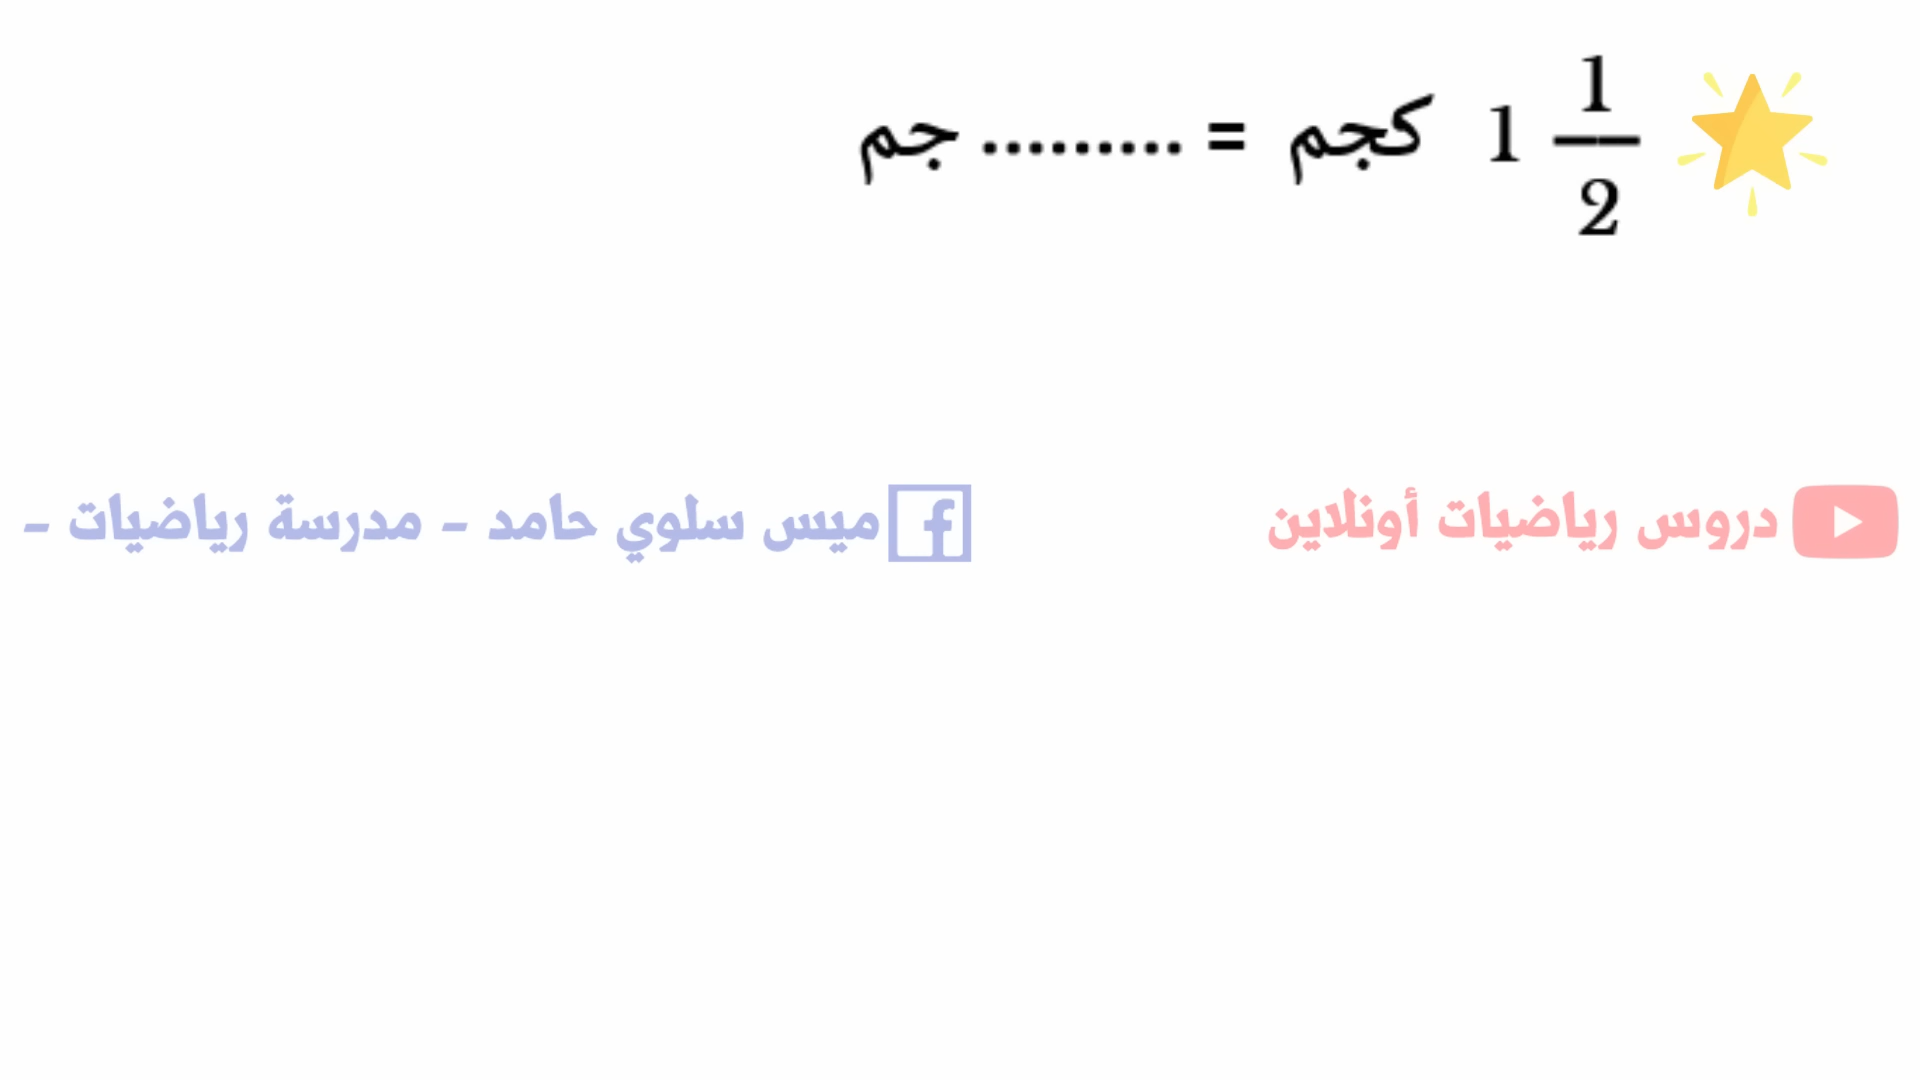 1 1/2 كجم = ......... جم
دروس رياضيات أونلاين
ميس سلوي حامد - مدرسة رياضيات -